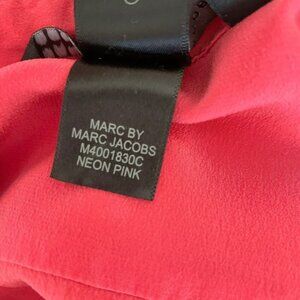 MARC BY
MARC JACOBS
M4001830C
NEON PINK